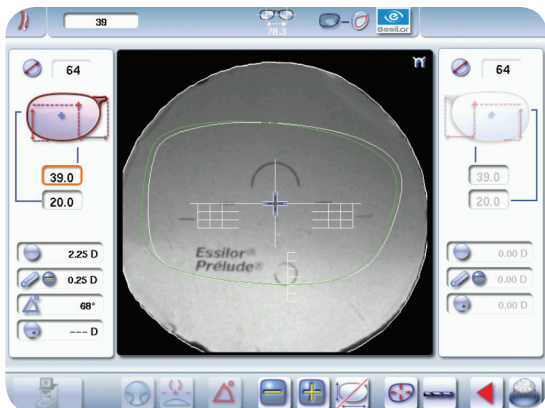 39
78.3
essilor
64
39.0
20.0
2.25 D
0.25 D
68°
--- D
Essilor®
Prélude®
64
39.0
20.0
0.00 D
0.00 D
0.00 D